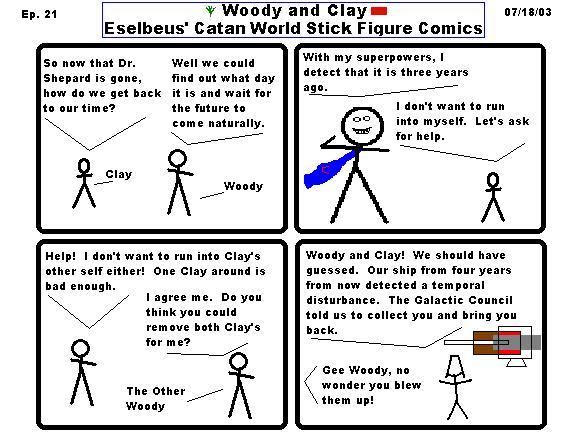 Ep. 21
Woody and Clay
07/18/03
Eselbeus' Catan World Stick Figure Comics
So now that Dr.
Shepard is gone,
how do we get back
to our time?
Well we could
find out what day
it is and wait for
the future to
come naturally.
Clay
Woody
With my superpowers, I
detect that it is three years
ago.
I don't want to run
into myself. Let's ask
for help.
Help! I don't want to run into Clay's
other self either! One Clay around is
bad enough.
I agree me. Do you
think you could
remove both Clay's
for me?
The Other
Woody
Woody and Clay! We should have
guessed. Our ship from four years
from now detected a temporal
disturbance. The Galactic Council
told us to collect you and bring you
back.
Gee Woody, no
wonder you blew
them up!